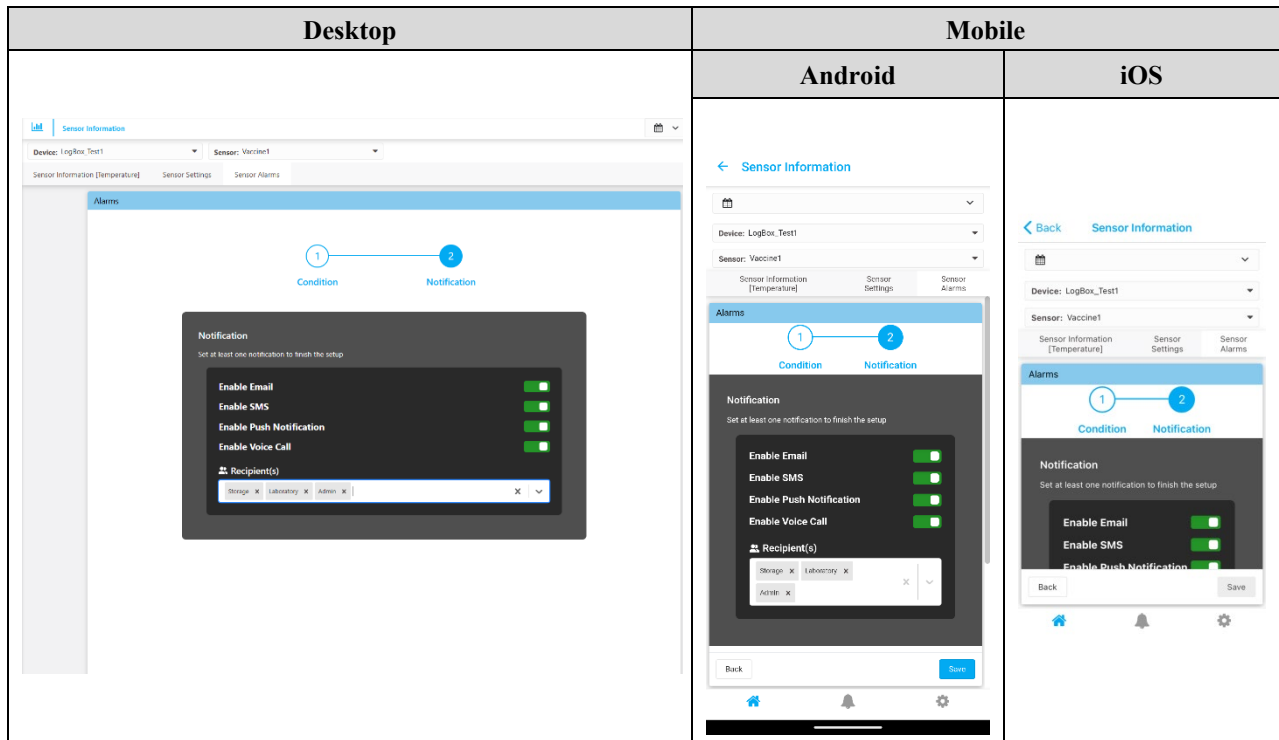 Desktop
Mobile
Android
iOS
Sensor Information
Device: LogBox_Test1
Sensor: Vaccine1
Sensor Information [Temperature]
Sensor Settings
Sensor Alarms
Alarms
1
2
Condition
Notification
Notification
Set at least one notification to finish the setup
Enable Email
Enable SMS
Enable Push Notification
Enable Voice Call
Recipient(s)
Storage x Laboratory x Admin x
Sensor Information
Device: LogBox_Test1
Sensor: Vaccine1
Sensor Information
[Temperature]
Sensor
Settings
Sensor
Alarms
Alarms
1
2
Condition
Notification
Notification
Set at least one notification to finish the setup
Enable Email
Enable SMS
Enable Push Notification
Enable Voice Call
Recipient(s)
Storage x Laboratory x
Admin x
Back
Save
Back
Sensor Information
Device: LogBox_Test1
Sensor: Vaccine1
Sensor Information
[Temperature]
Sensor
Settings
Sensor
Alarms
Alarms
1
2
Condition
Notification
Notification
Set at least one notification to finish the setup
Enable Email
Enable SMS
Enable Push Notification
Back
Save